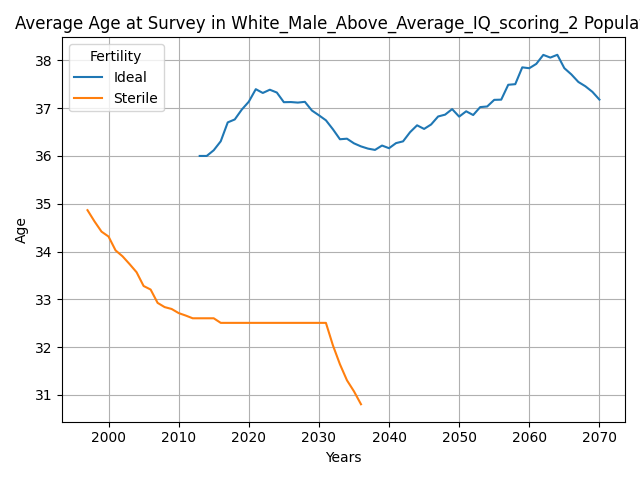 Average Age at Survey in White_Male_Above_Average_IQ_scoring_2 Popula
Fertility
Ideal
Sterile
38
37
36
35
34
33
32
31
Age
2000 2010 2020 2030 2040 2050 2060 2070
Years